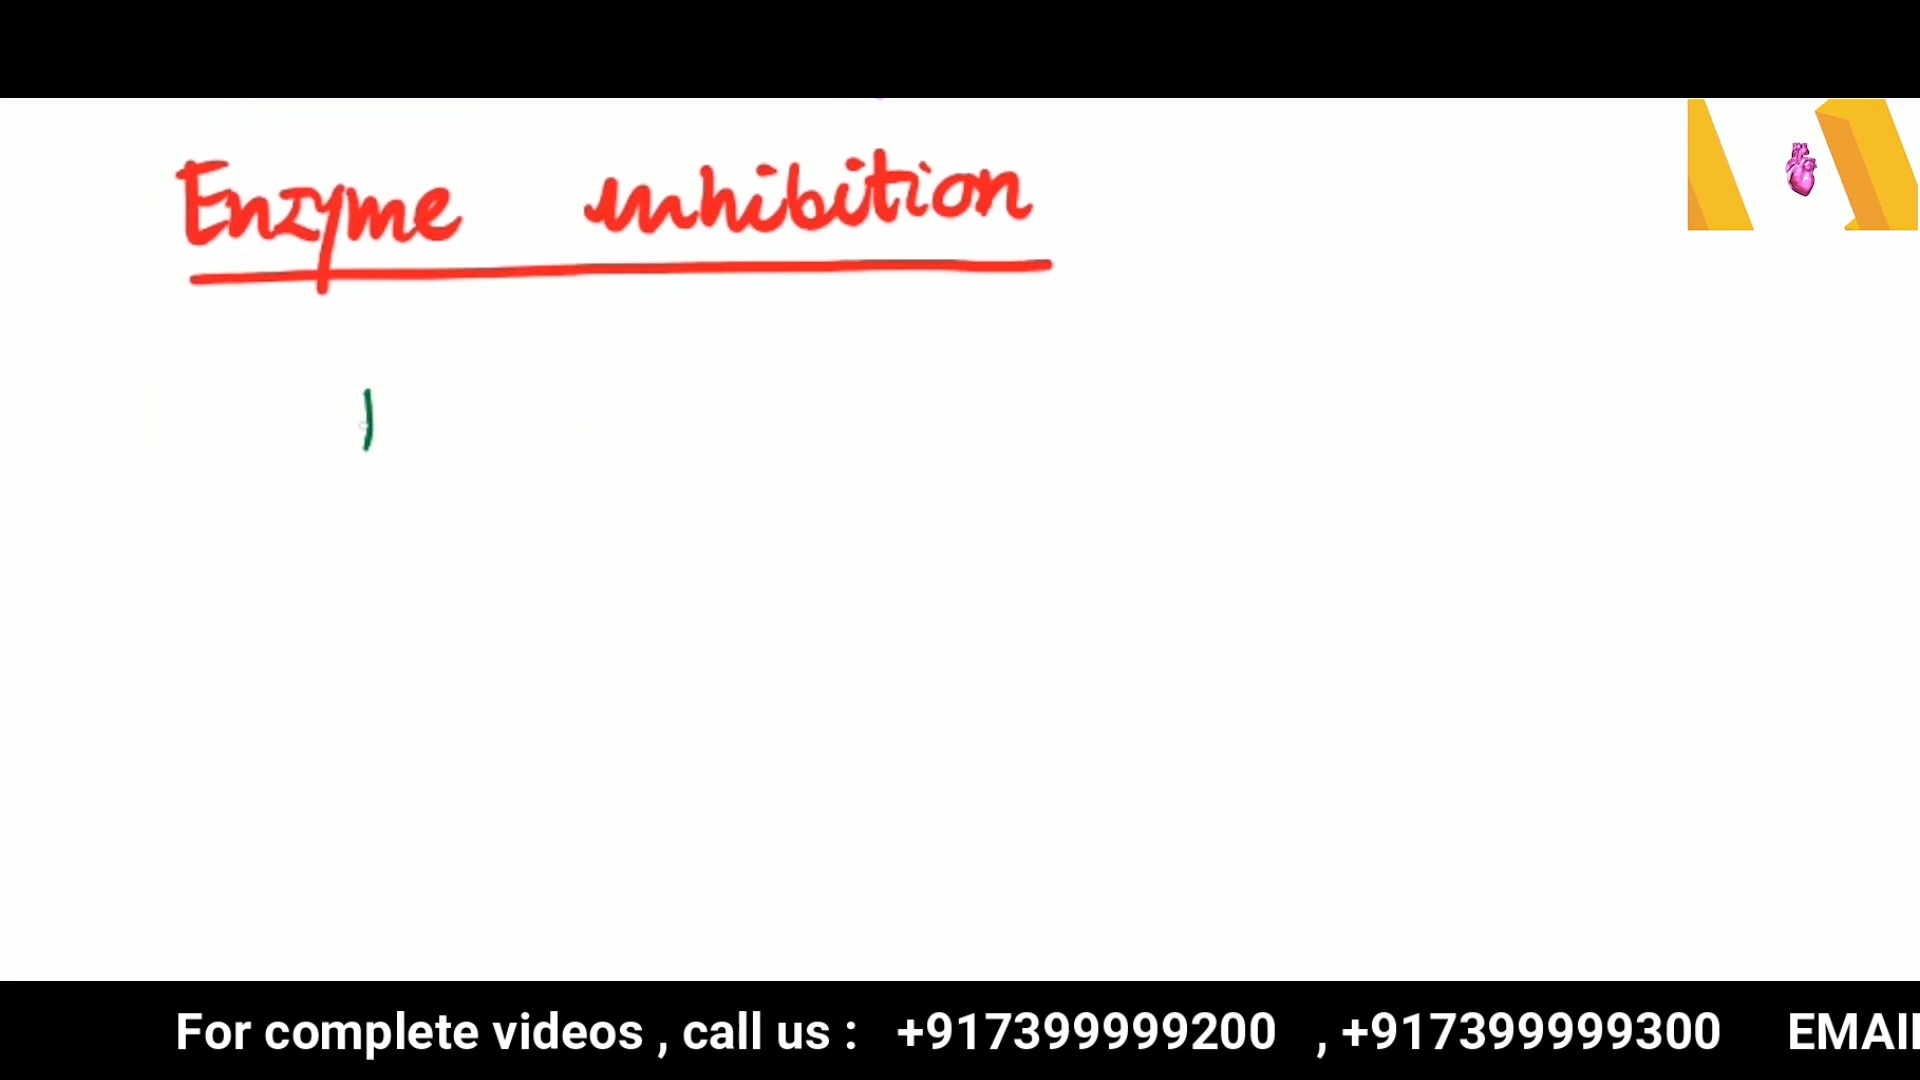 Enzyme inhibition
For complete videos , call us : +917399999200 , +917399999300 EMAI